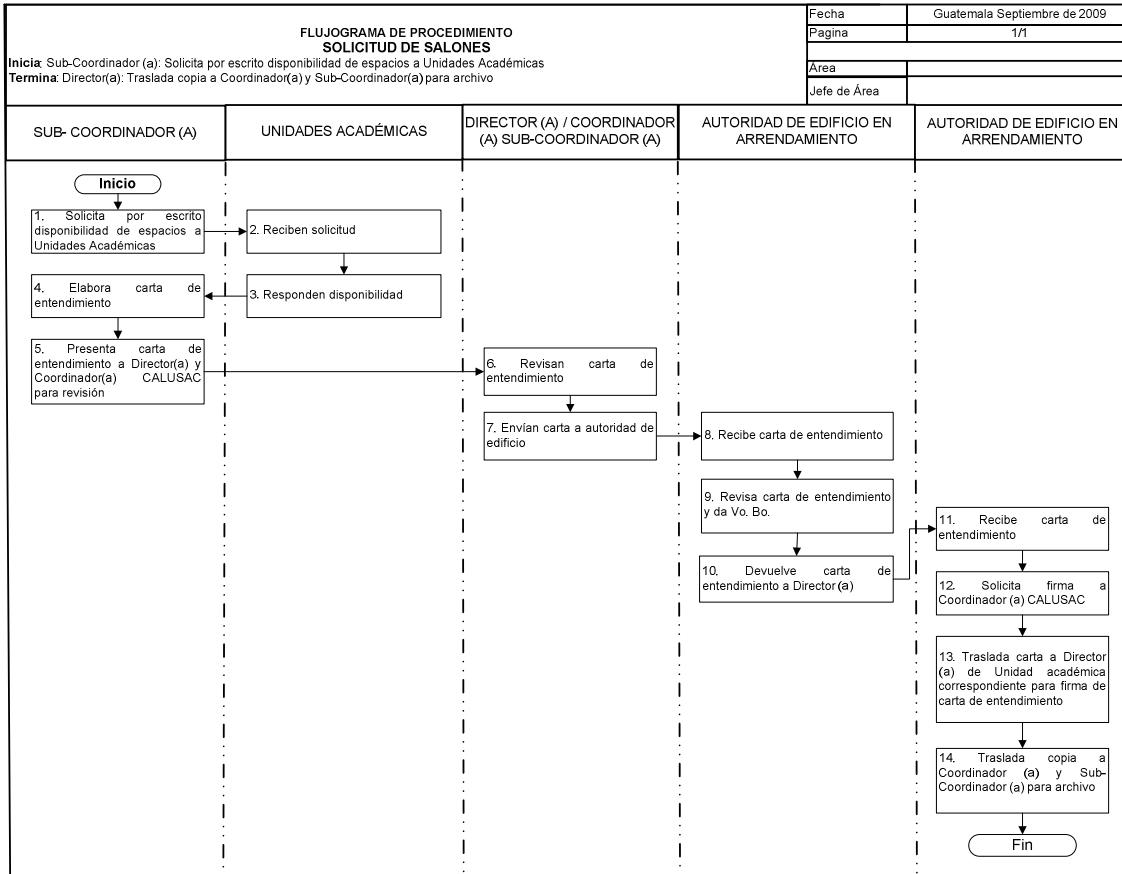 FLUJOGRAMA DE PROCEDIMIENTO
SOLICITUD DE SALONES
Inicia: Sub-Coordinador (a): Solicita por escrito disponibilidad de espacios a Unidades Académicas
Termina: Director(a): Traslada copia a Coordinador(a) y Sub-Coordinador(a) para archivo
Fecha
Guatemala Septiembre de 2009
Pagina
1/1
Área
Jefe de Área
SUB- COORDINADOR (A)
UNIDADES ACADÉMICAS
DIRECTOR (A) / COORDINADOR
(A) SUB-COORDINADOR (A)
AUTORIDAD DE EDIFICIO EN
ARRENDAMIENTO
AUTORIDAD DE EDIFICIO EN
ARRENDAMIENTO
Inicio
1. Solicita por escrito
disponibilidad de espacios a
Unidades Académicas
2. Reciben solicitud
3. Responden disponibilidad
4. Elabora carta de
entendimiento
5. Presenta carta de
entendimiento a Director(a) y
Coordinador(a) CALUSAC
para revisión
6. Revisan carta de
entendimiento
7. Envían carta a autoridad de
edificio
8. Recibe carta de entendimiento
9. Revisa carta de entendimiento
y da Vo. Bo.
10. Devuelve carta de
entendimiento a Director (a)
11. Recibe carta de
entendimiento
12. Solicita firma a
Coordinador (a) CALUSAC
13. Traslada carta a Director
(a) de Unidad académica
correspondiente para firma de
carta de entendimiento
14. Traslada copia a
Coordinador (a) y Sub-
Coordinador (a) para archivo
Fin